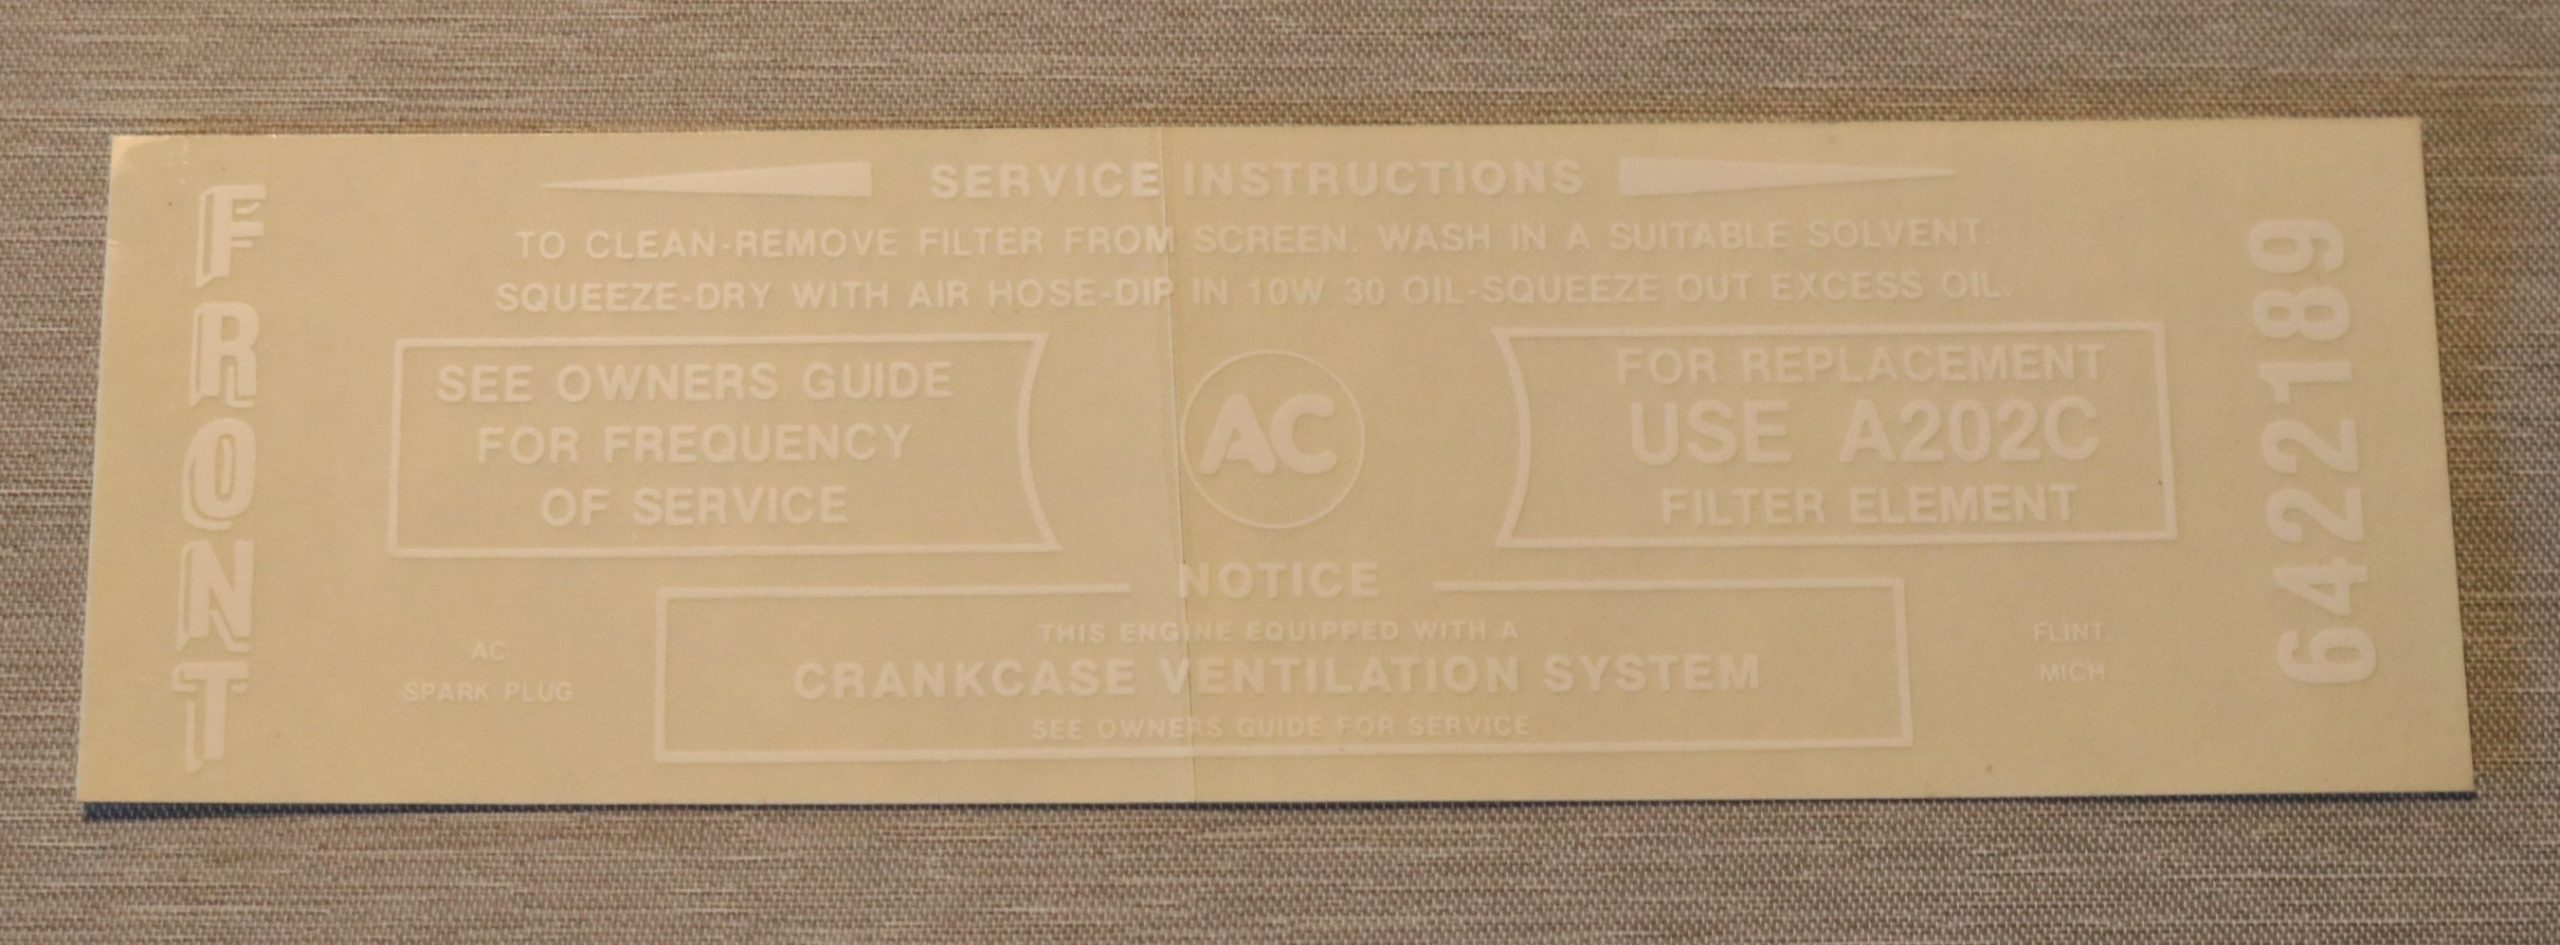 FRONT
SERVICE INSTRUCTIONS
TO CLEAN-REMOVE FILTER FROM SCREEN. WASH IN A SUITABLE SOLVENT.
SQUEEZE-DRY WITH AIR HOSE-DIP IN 10W 30 OIL-SQUEEZE OUT EXCESS OIL.
SEE OWNERS GUIDE
FOR FREQUENCY
OF SERVICE
AC
FOR REPLACEMENT
USE A202C
FILTER ELEMENT
NOTICE
THIS ENGINE EQUIPPED WITH A
CRANKCASE VENTILATION SYSTEM
SEE OWNERS GUIDE FOR SERVICE
AC
SPARK PLUG
FLINT,
MICH
6422189